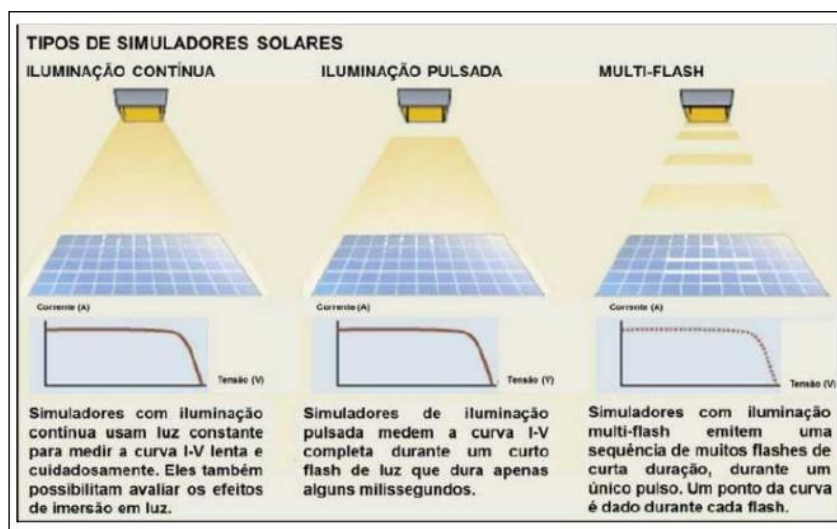 TIPOS DE SIMULADORES SOLARES
ILUMINAÇÃO CONTÍNUA
Corrente (A)
Tensão (V)
Simuladores com iluminação
contínua usam luz constante
para medir a curva I-V lenta e
cuidadosamente. Eles também
possibilitam avaliar os efeitos
de imersão em luz.
ILUMINAÇÃO PULSADA
Corrente (A)
Tensão (V)
Simuladores de iluminação
pulsada medem a curva I-V
completa durante um curto
flash de luz que dura apenas
alguns milissegundos.
MULTI-FLASH
Corrente (A)
Tensão (V)
Simuladores com iluminação
multi-flash emitem uma
sequência de muitos flashes de
curta duração, durante um
único pulso. Um ponto da curva
é dado durante cada flash.